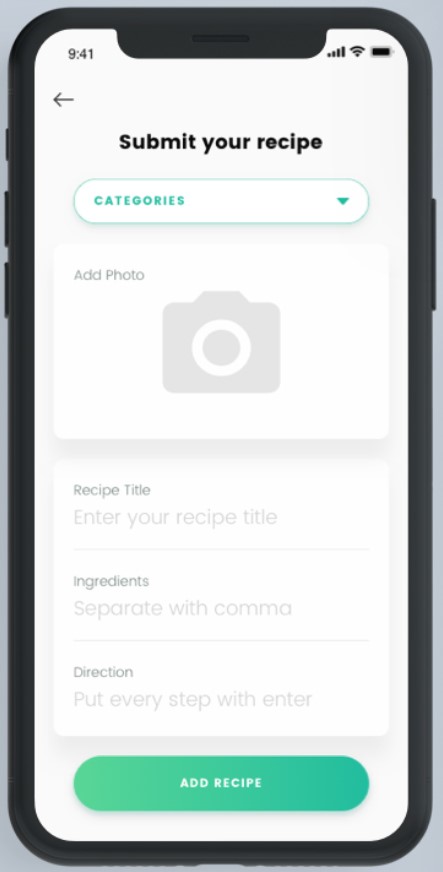 9:41
Submit your recipe
CATEGORIES
Add Photo
Recipe Title
Enter your recipe title
Ingredients
Separate with comma
Direction
Put every step with enter
ADD RECIPE